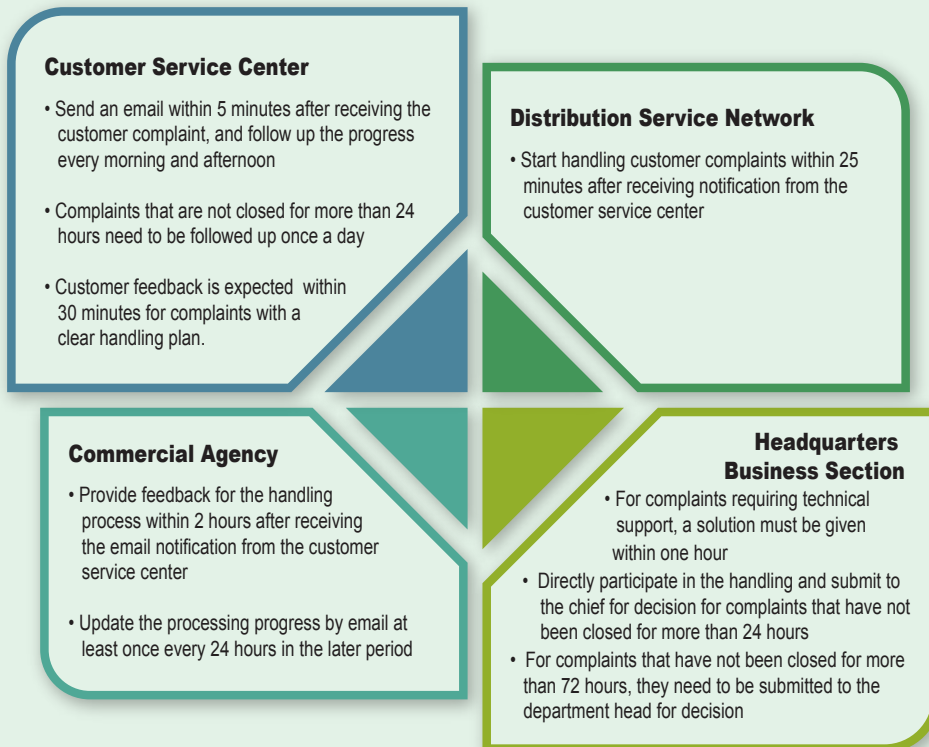 Customer Service Center
• Send an email within 5 minutes after receiving the
customer complaint, and follow up the progress
every morning and afternoon
• Complaints that are not closed for more than 24
hours need to be followed up once a day
• Customer feedback is expected within
30 minutes for complaints with a
clear handling plan.
Distribution Service Network
• Start handling customer complaints within 25
minutes after receiving notification from the
customer service center
Commercial Agency
• Provide feedback for the handling
process within 2 hours after receiving
the email notification from the customer
service center
• Update the processing progress by email at
least once every 24 hours in the later period
Headquarters
Business Section
• For complaints requiring technical
support, a solution must be given
within one hour
• Directly participate in the handling and submit to
the chief for decision for complaints that have not
been closed for more than 24 hours
• For complaints that have not been closed for more
than 72 hours, they need to be submitted to the
department head for decision